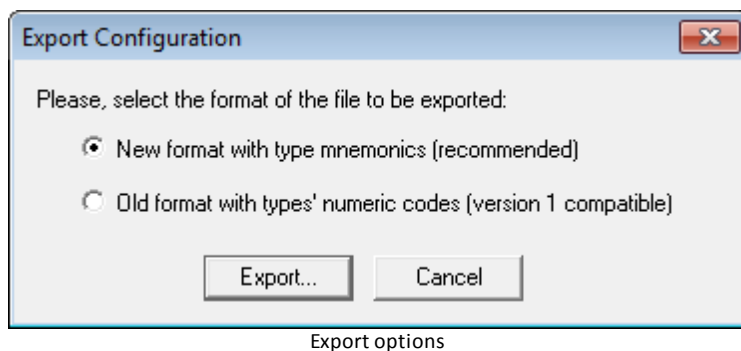 Export Configuration
Please, select the format of the file to be exported:
New format with type mnemonics (recommended)
Old format with types' numeric codes (version 1 compatible)
Export... Cancel
Export options